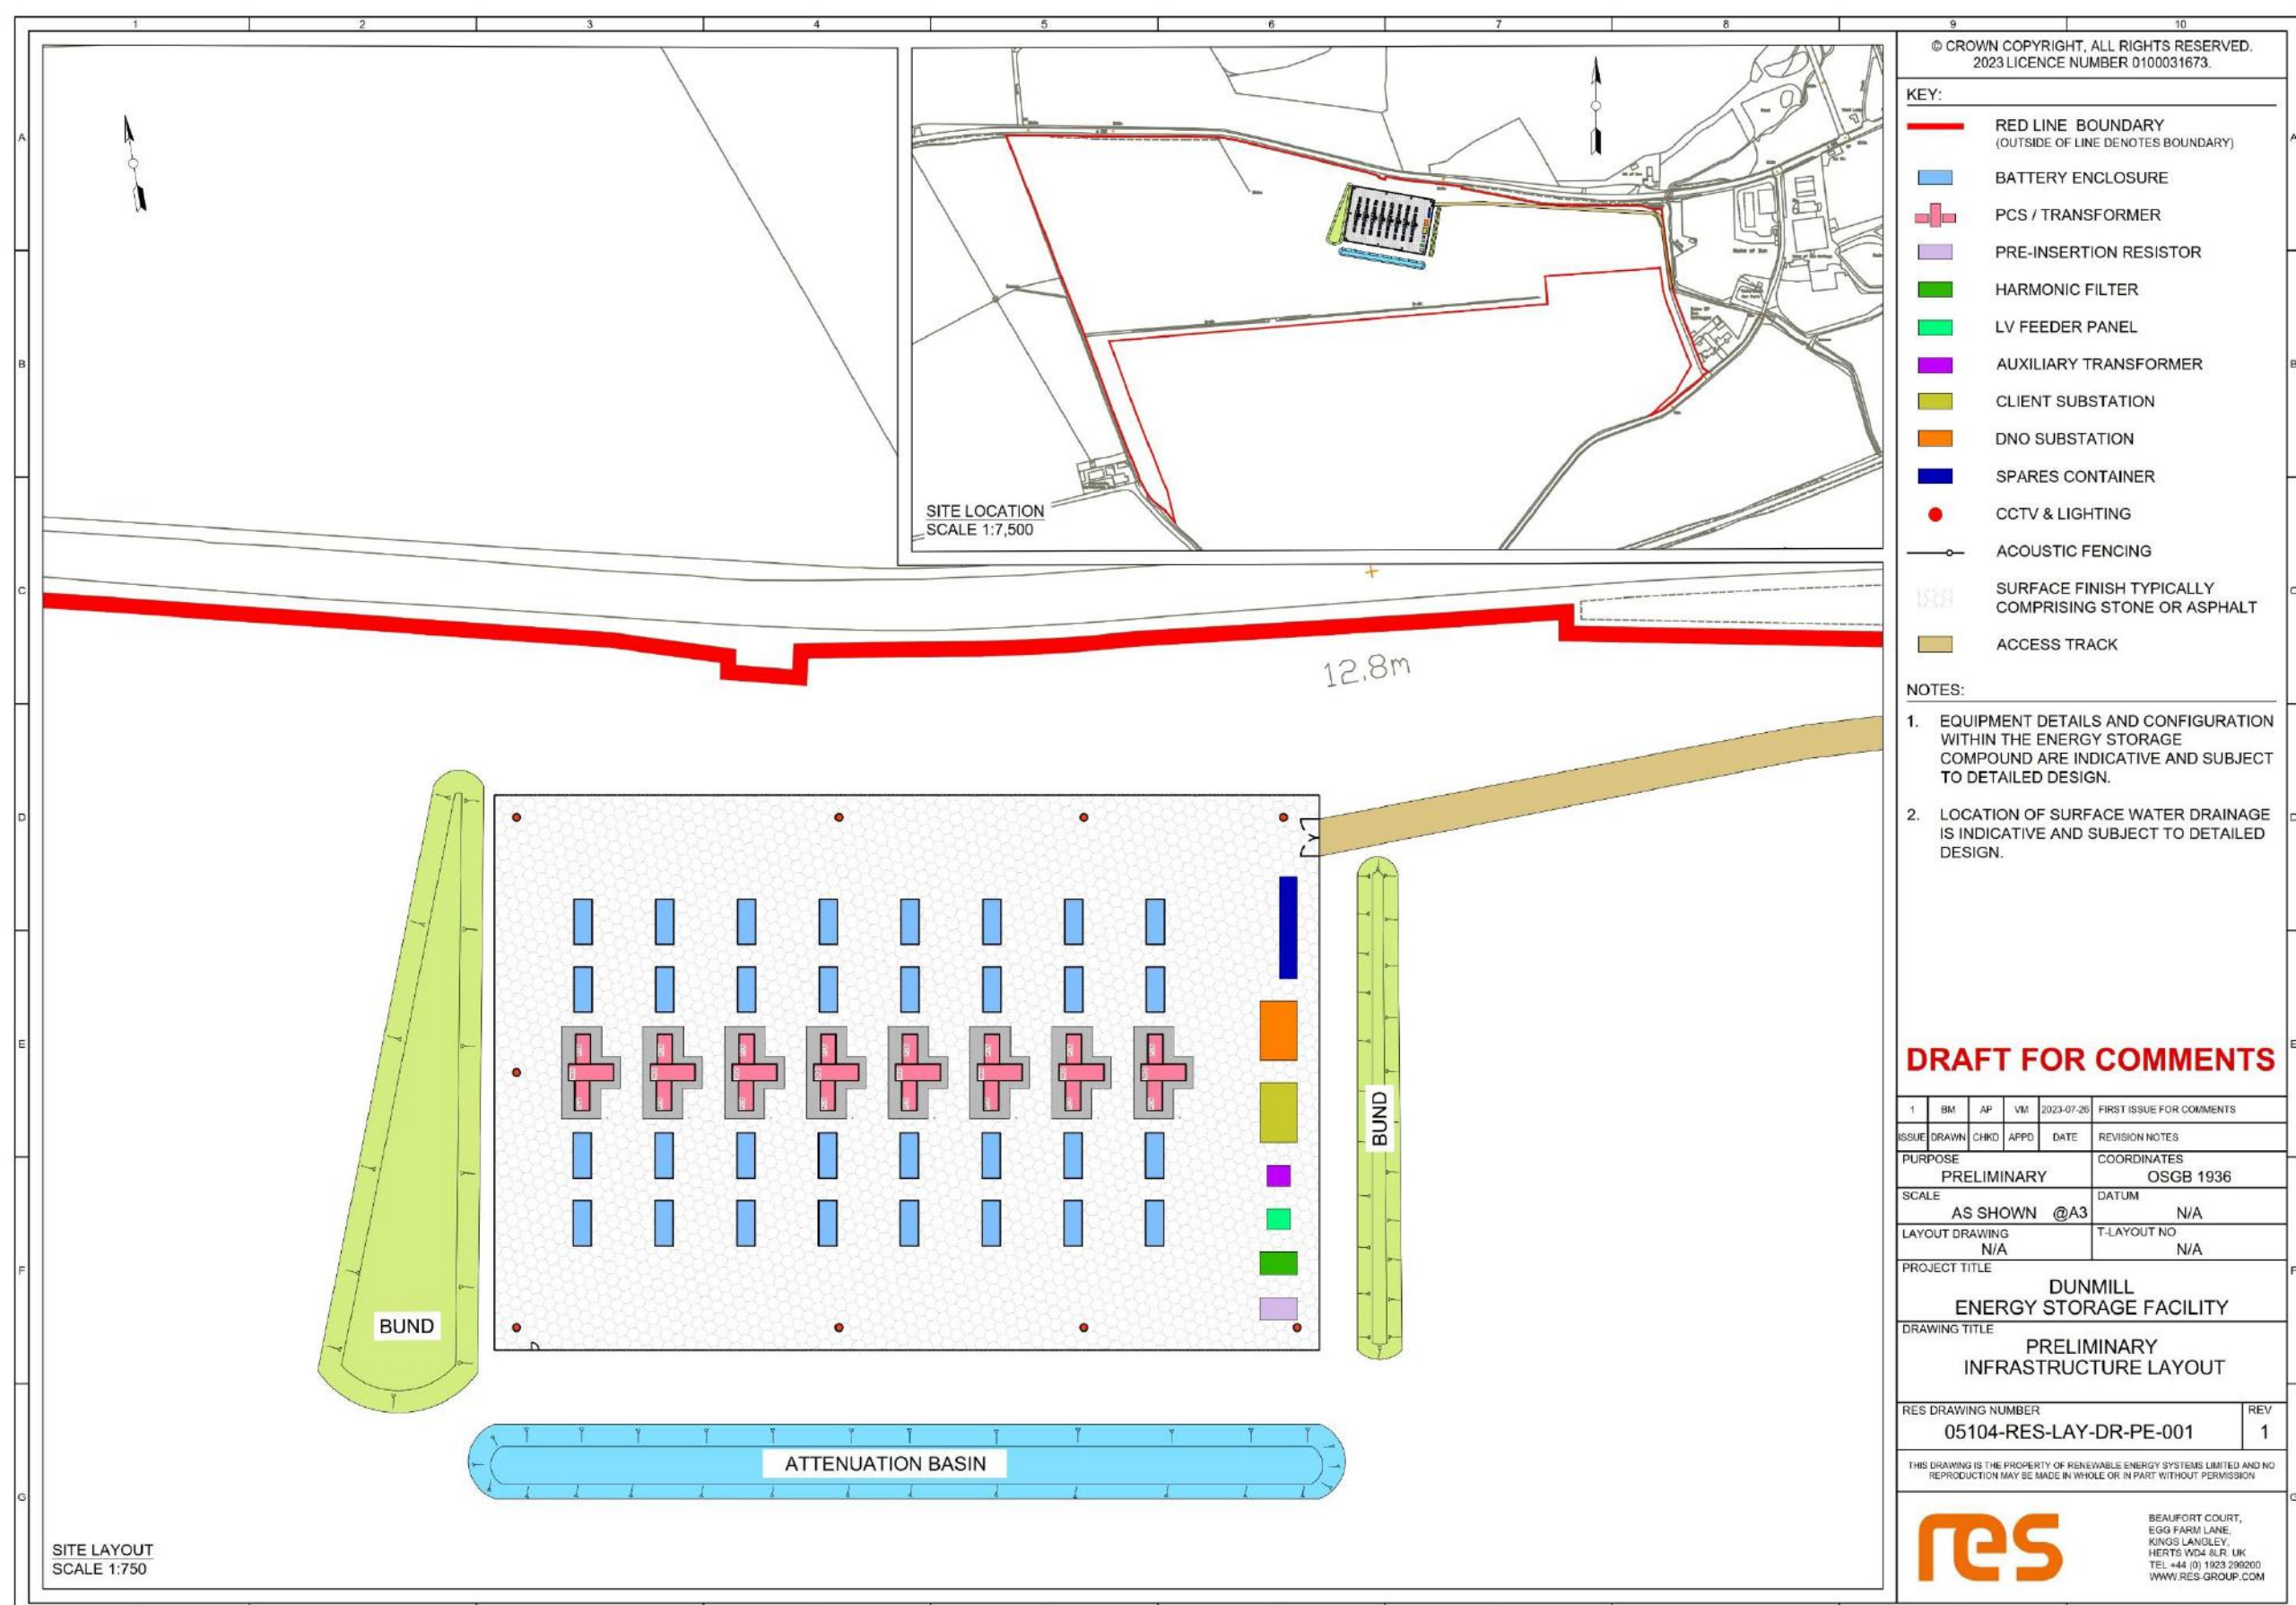 1 2 3 4 5 6 7 8 9 10
A
B
C
D
E
F
G
A
B
C
D
E
F
G
SITE LOCATION
SCALE 1:7,500
12.8m
BUND
BUND
ATTENUATION BASIN
SITE LAYOUT
SCALE 1:750
© CROWN COPYRIGHT, ALL RIGHTS RESERVED.
2023 LICENCE NUMBER 0100031673.
KEY:
RED LINE BOUNDARY
(OUTSIDE OF LINE DENOTES BOUNDARY)
BATTERY ENCLOSURE
PCS / TRANSFORMER
PRE-INSERTION RESISTOR
HARMONIC FILTER
LV FEEDER PANEL
AUXILIARY TRANSFORMER
CLIENT SUBSTATION
DNO SUBSTATION
SPARES CONTAINER
CCTV & LIGHTING
ACOUSTIC FENCING
SURFACE FINISH TYPICALLY
COMPRISING STONE OR ASPHALT
ACCESS TRACK
NOTES:
1. EQUIPMENT DETAILS AND CONFIGURATION
WITHIN THE ENERGY STORAGE
COMPOUND ARE INDICATIVE AND SUBJECT
TO DETAILED DESIGN.
2. LOCATION OF SURFACE WATER DRAINAGE
IS INDICATIVE AND SUBJECT TO DETAILED
DESIGN.
DRAFT FOR COMMENTS
1 BM AP VM 2023-07-26 FIRST ISSUE FOR COMMENTS
ISSUE DRAWN CHKD APPD DATE REVISION NOTES
PURPOSE
PRELIMINARY
COORDINATES
OSGB 1936
SCALE
AS SHOWN @A3
DATUM
N/A
LAYOUT DRAWING
N/A
T-LAYOUT NO
N/A
PROJECT TITLE
DUNMILL
ENERGY STORAGE FACILITY
DRAWING TITLE
PRELIMINARY
INFRASTRUCTURE LAYOUT
RES DRAWING NUMBER
05104-RES-LAY-DR-PE-001
REV
1
THIS DRAWING IS THE PROPERTY OF RENEWABLE ENERGY SYSTEMS LIMITED AND NO
REPRODUCTION MAY BE MADE IN WHOLE OR IN PART WITHOUT PERMISSION
res
BEAUFORT COURT,
EGG FARM LANE,
KINGS LANGLEY,
HERTS WD4 8LR. UK
TEL +44 (0) 1923 299200
WWW.RES-GROUP.COM